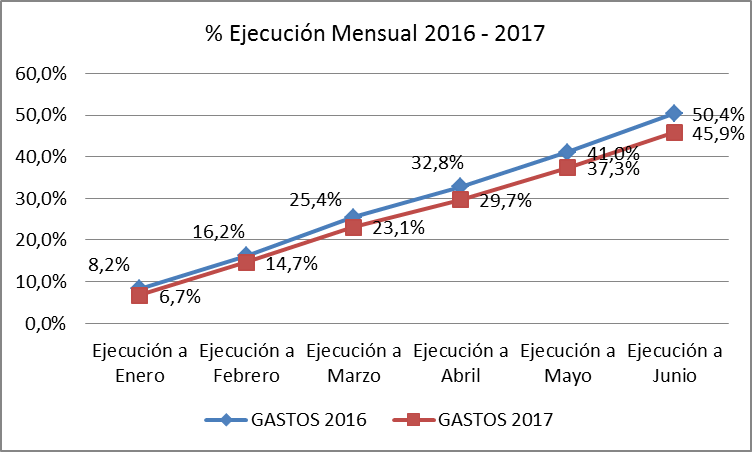 % Ejecución Mensual 2016 - 2017
60,0%
50,0%
40,0%
30,0%
20,0%
10,0%
0,0%
8,2%
16,2%
25,4%
32,8%
41,0%
50,4%
6,7%
14,7%
23,1%
29,7%
37,3%
45,9%
Ejecución a
Enero
Ejecución a
Febrero
Ejecución a
Marzo
Ejecución a
Abril
Ejecución a
Mayo
Ejecución a
Junio
GASTOS 2016
GASTOS 2017